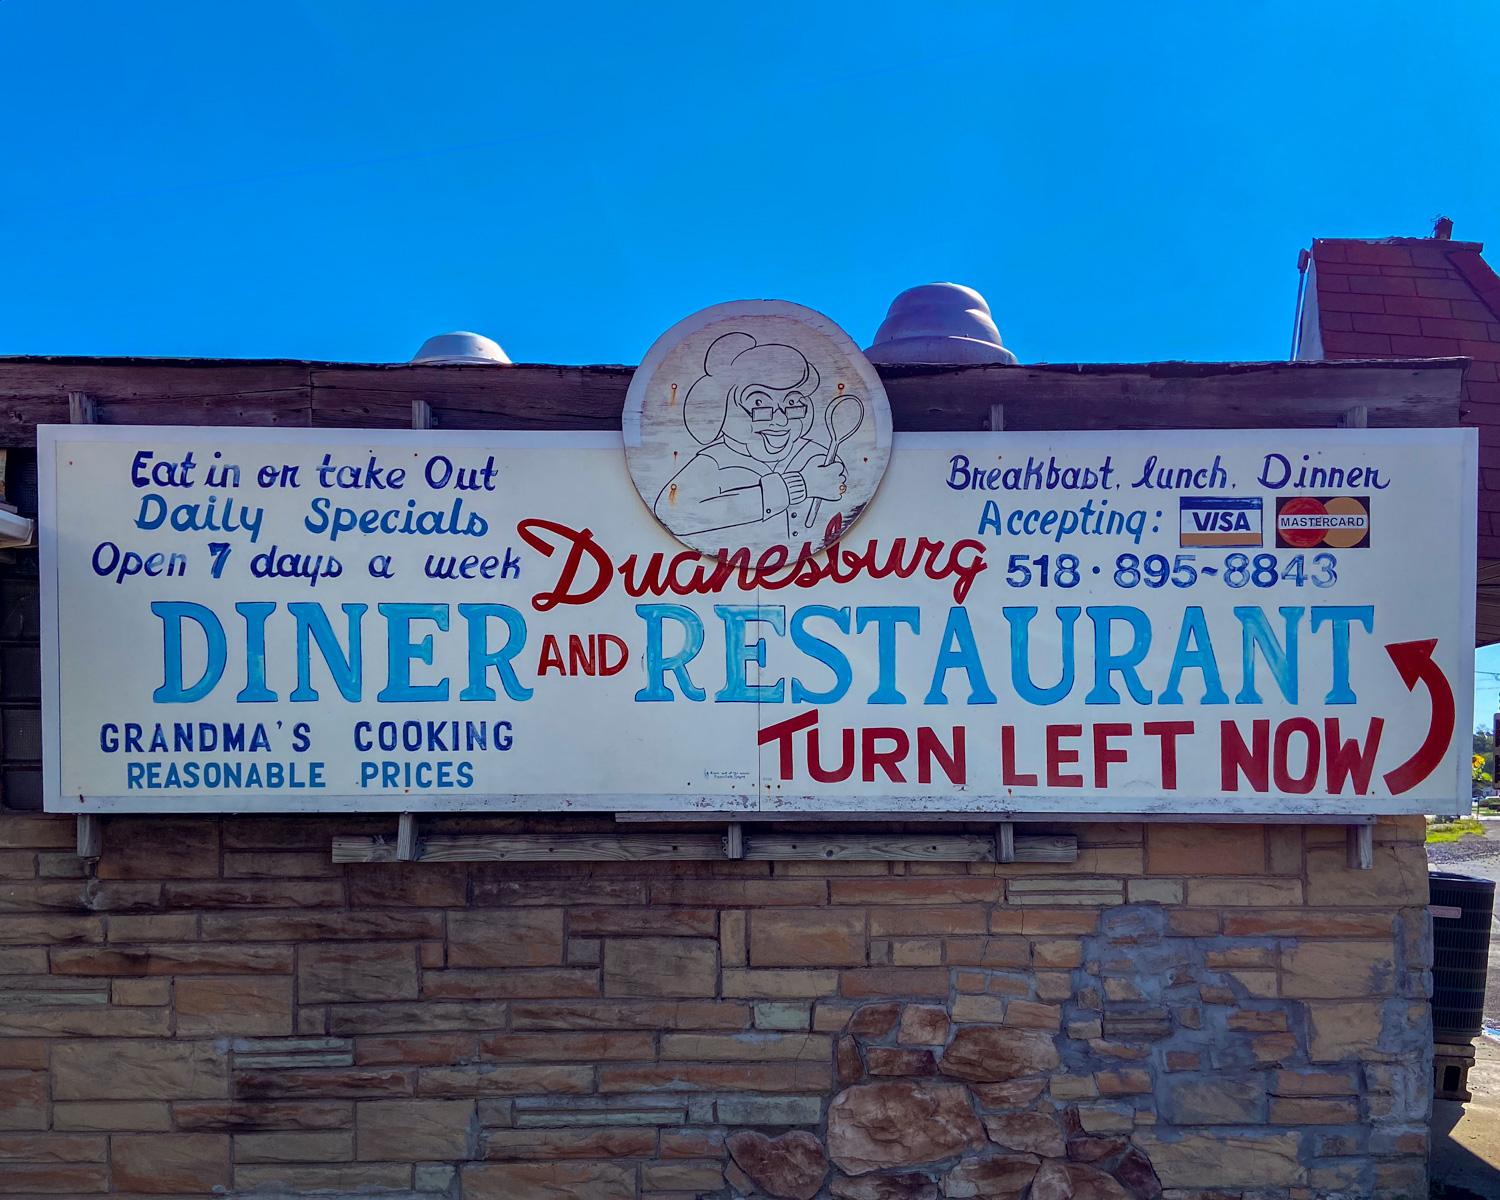 Eat in or take Out
Daily Specials
Open 7 days a week
Breakfast, lunch, Dinner
Accepting: VISA MASTERCARD
518·895-8843
Duanesburg
DINER AND RESTAURANT
GRANDMA'S COOKING
REASONABLE PRICES
TURN LEFT NOW